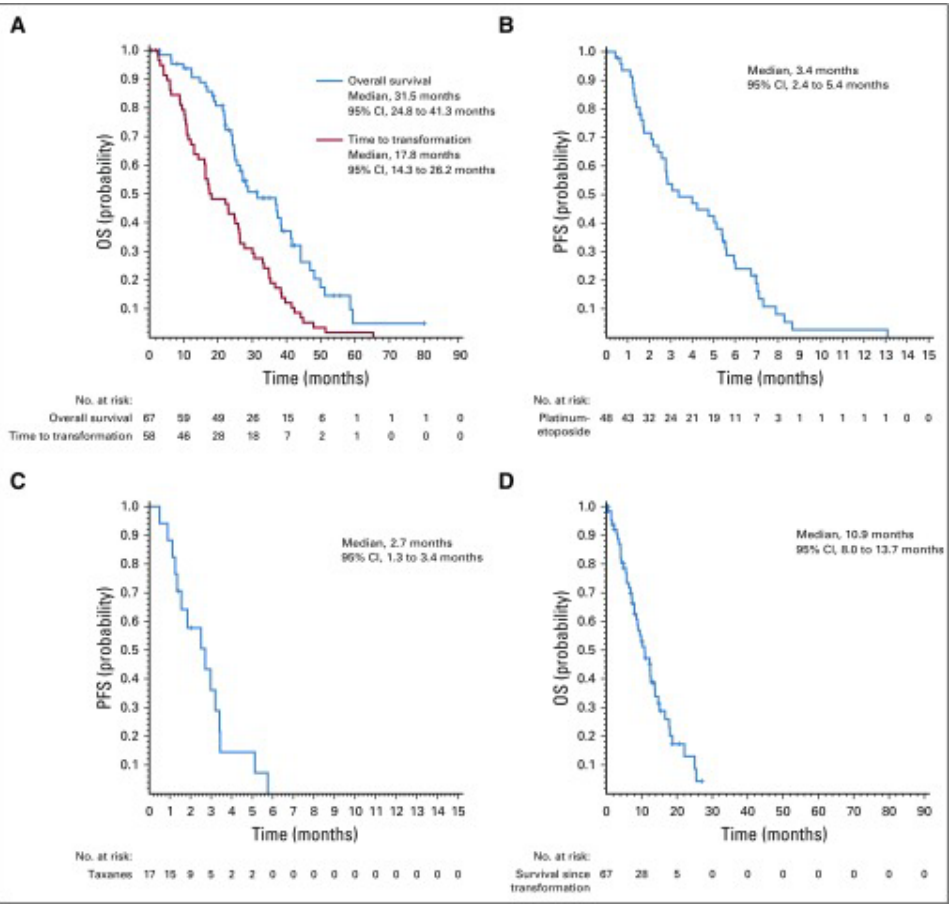 A
1.0
0.9
0.8
0.7
0.6
0.5
0.4
0.3
0.2
0.1
OS (probability)
Overall survival
Median, 31.5 months
95% CI, 24.8 to 41.3 months
Time to transformation
Median, 17.8 months
95% CI, 14.3 to 26.2 months
0 10 20 30 40 50 60 70 80 90
Time (months)
No. at risk:
Overall survival 67 59 49 26 15 6 1 1 1 0
Time to transformation 58 46 28 18 7 2 1 0 0 0
B
1.0
0.9
0.8
0.7
0.6
0.5
0.4
0.3
0.2
0.1
PFS (probability)
Median, 3.4 months
95% CI, 2.4 to 5.4 months
0 1 2 3 4 5 6 7 8 9 10 11 12 13 14 15
Time (months)
No. at risk:
Platinum-
etoposide
48 43 32 24 21 19 11 7 3 1 1 1 1 1 0 0
C
1.0
0.9
0.8
0.7
0.6
0.5
0.4
0.3
0.2
0.1
PFS (probability)
Median, 2.7 months
95% CI, 1.3 to 3.4 months
0 1 2 3 4 5 6 7 8 9 10 11 12 13 14 15
Time (months)
No. at risk:
Taxanes 17 15 9 5 2 2 0 0 0 0 0 0 0 0 0 0
D
1.0
0.9
0.8
0.7
0.6
0.5
0.4
0.3
0.2
0.1
OS (probability)
Median, 10.9 months
95% CI, 8.0 to 13.7 months
0 10 20 30 40 50 60 70 80 90
Time (months)
No. at risk:
Survival since
transformation
67 28 5 0 0 0 0 0 0 0